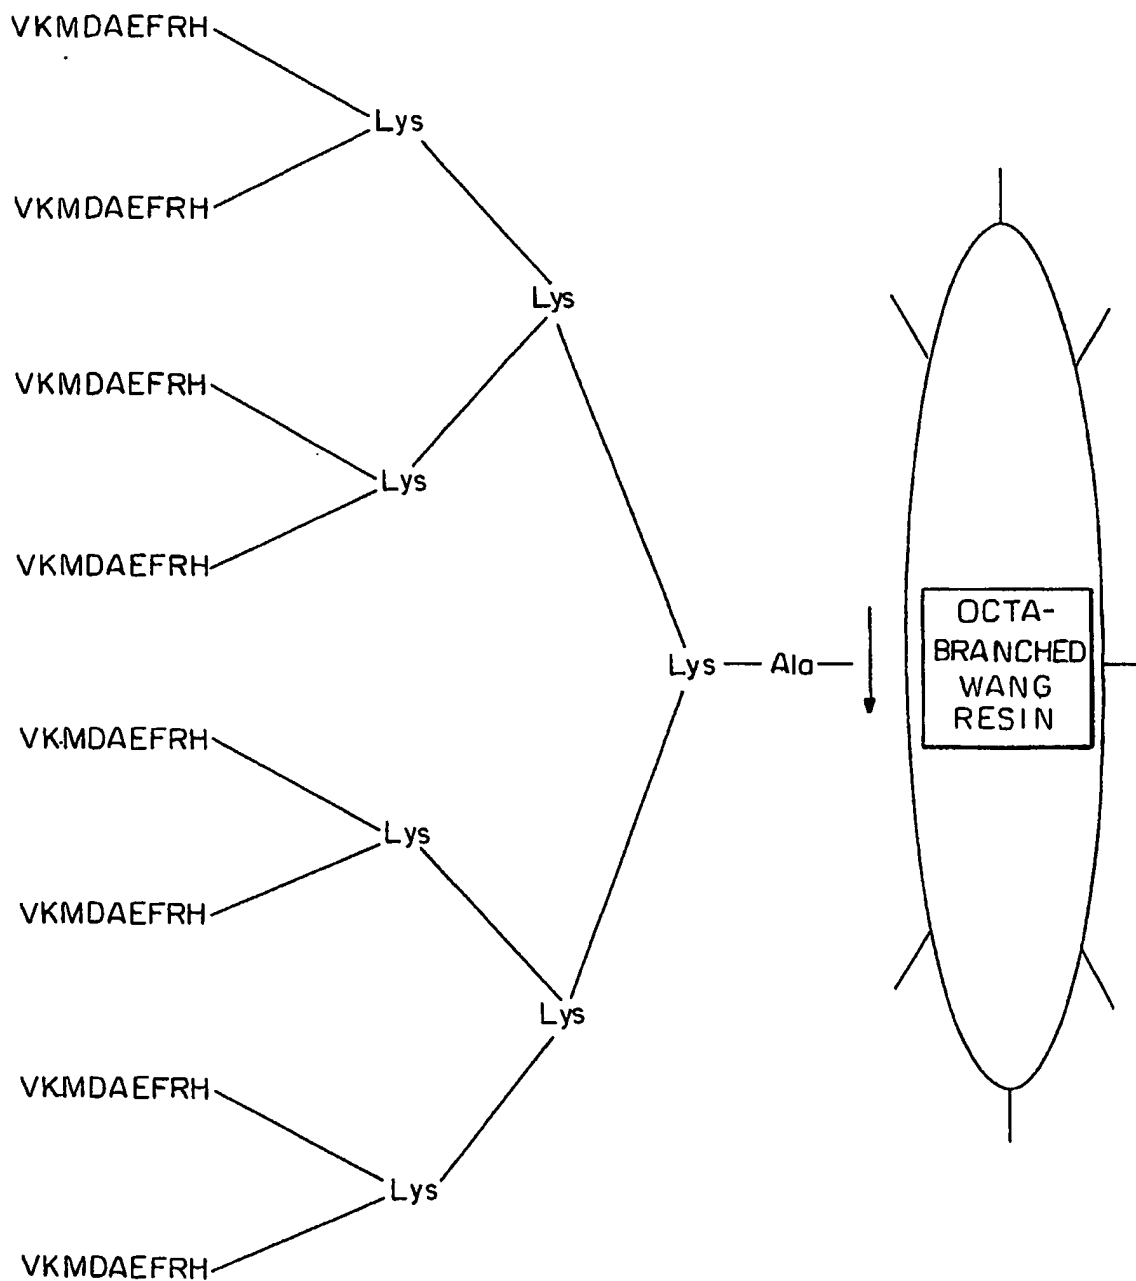 VKMDAEFRH
Lys
VKMDAEFRH
Lys
VKMDAEFRH
Lys
VKMDAEFRH
OCTA-
BRANCHED
WANG
RESIN
Lys — Ala —
VKMDAEFRH
Lys
VKMDAEFRH
Lys
VKMDAEFRH
Lys
VKMDAEFRH